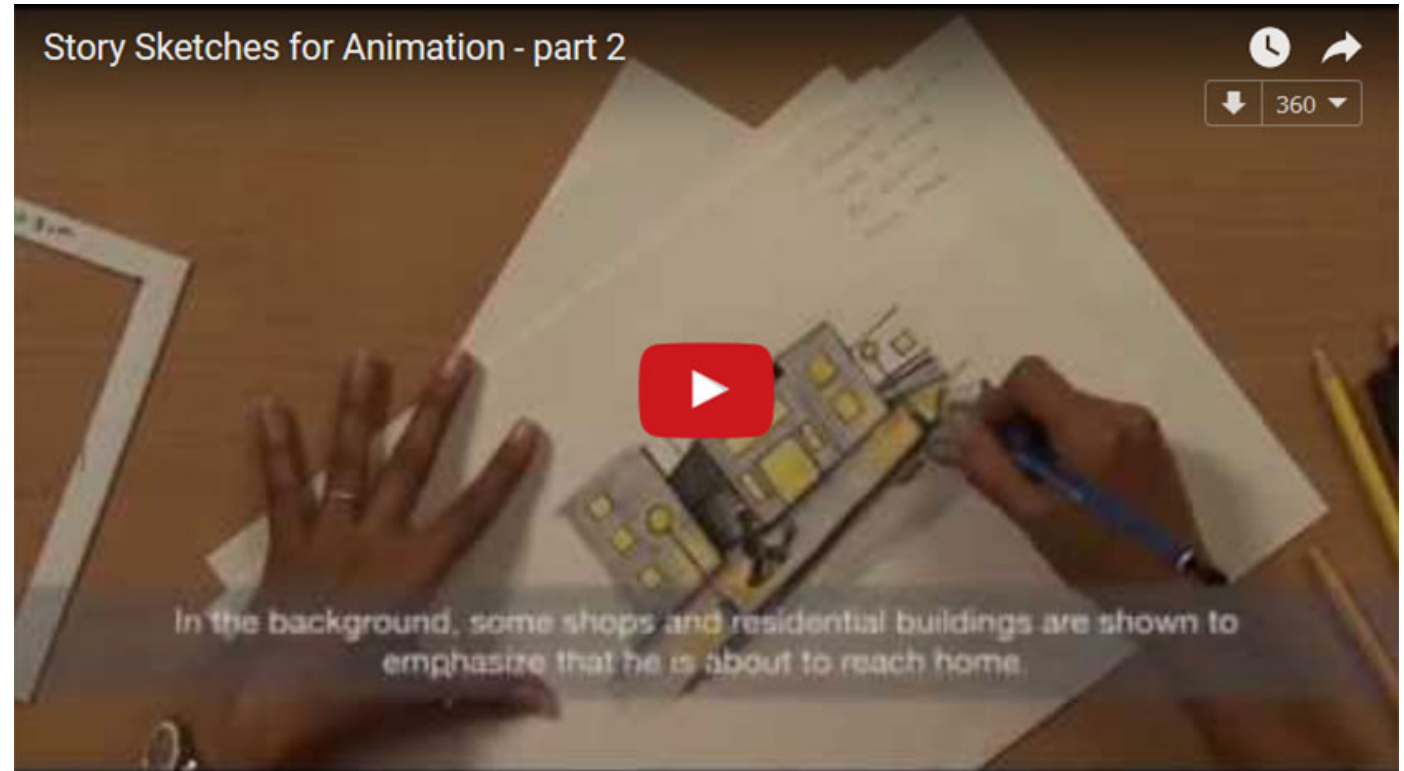 Story Sketches for Animation - part 2
360
In the background, some shops and residential buildings are shown to
emphasize that he is about to reach home.